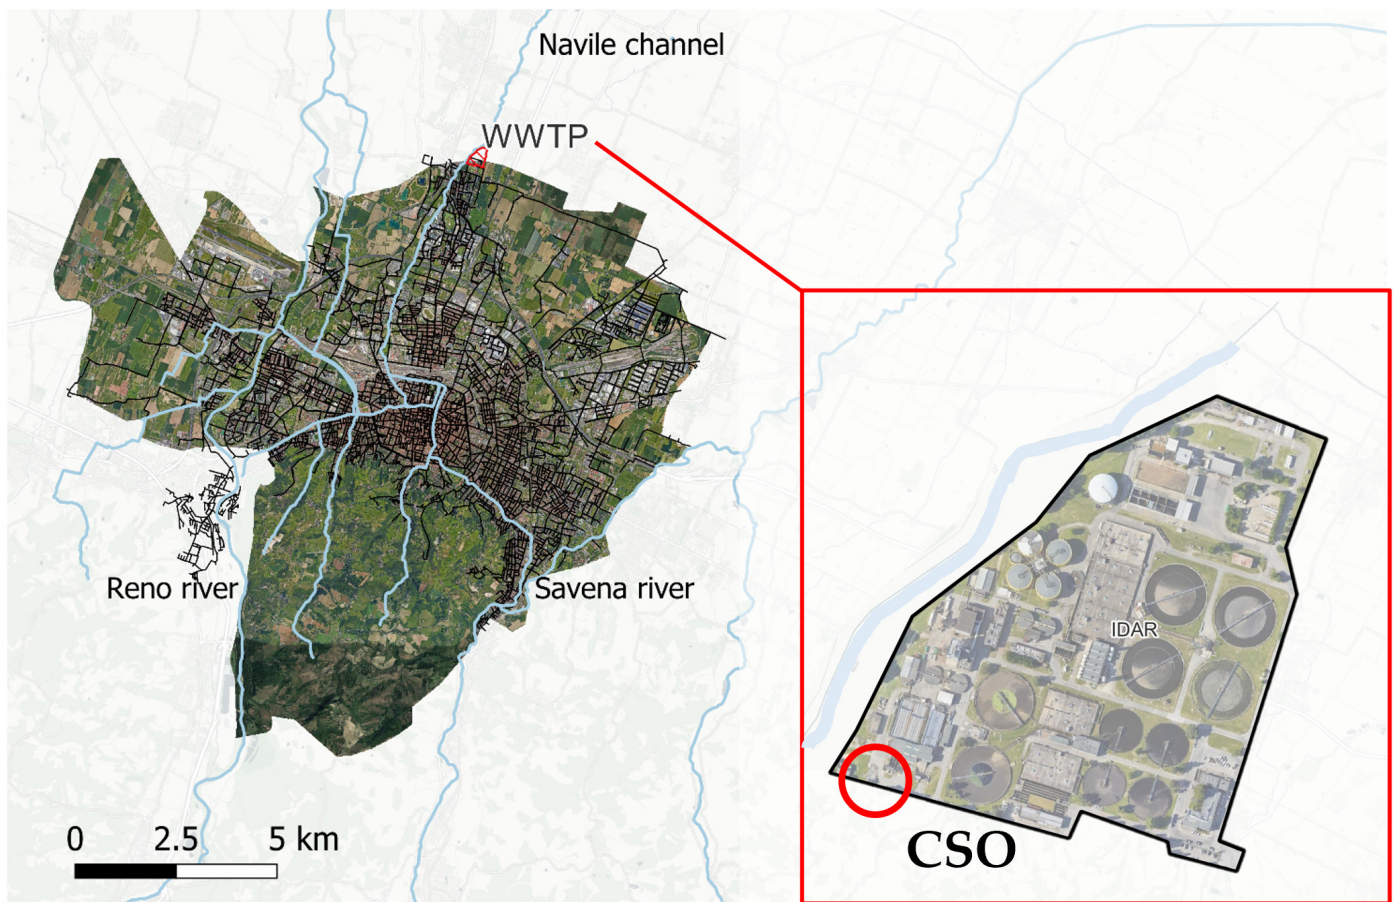 Navile channel
WWTP
IDAR
Reno river
Savena river
0 2.5 5 km
CSO